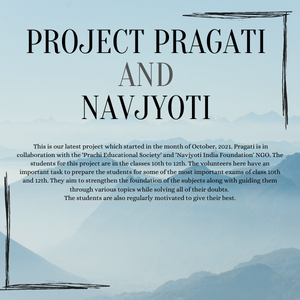 PROJECT PRAGATI
AND
NAVJYOTI
This is our latest project which started in the month of October, 2021. Pragati is in
collaboration with the 'Prachi Educational Society' and 'Navjyoti India Foundation' NGO. The
students for this project are in the classes 10th to 12th. The volunteers here have an
important task to prepare the students for some of the most important exams of class 10th
and 12th. They aim to strengthen the foundation of the subjects along with guiding them
through various topics while solving all of their doubts.
The students are also regularly motivated to give their best.